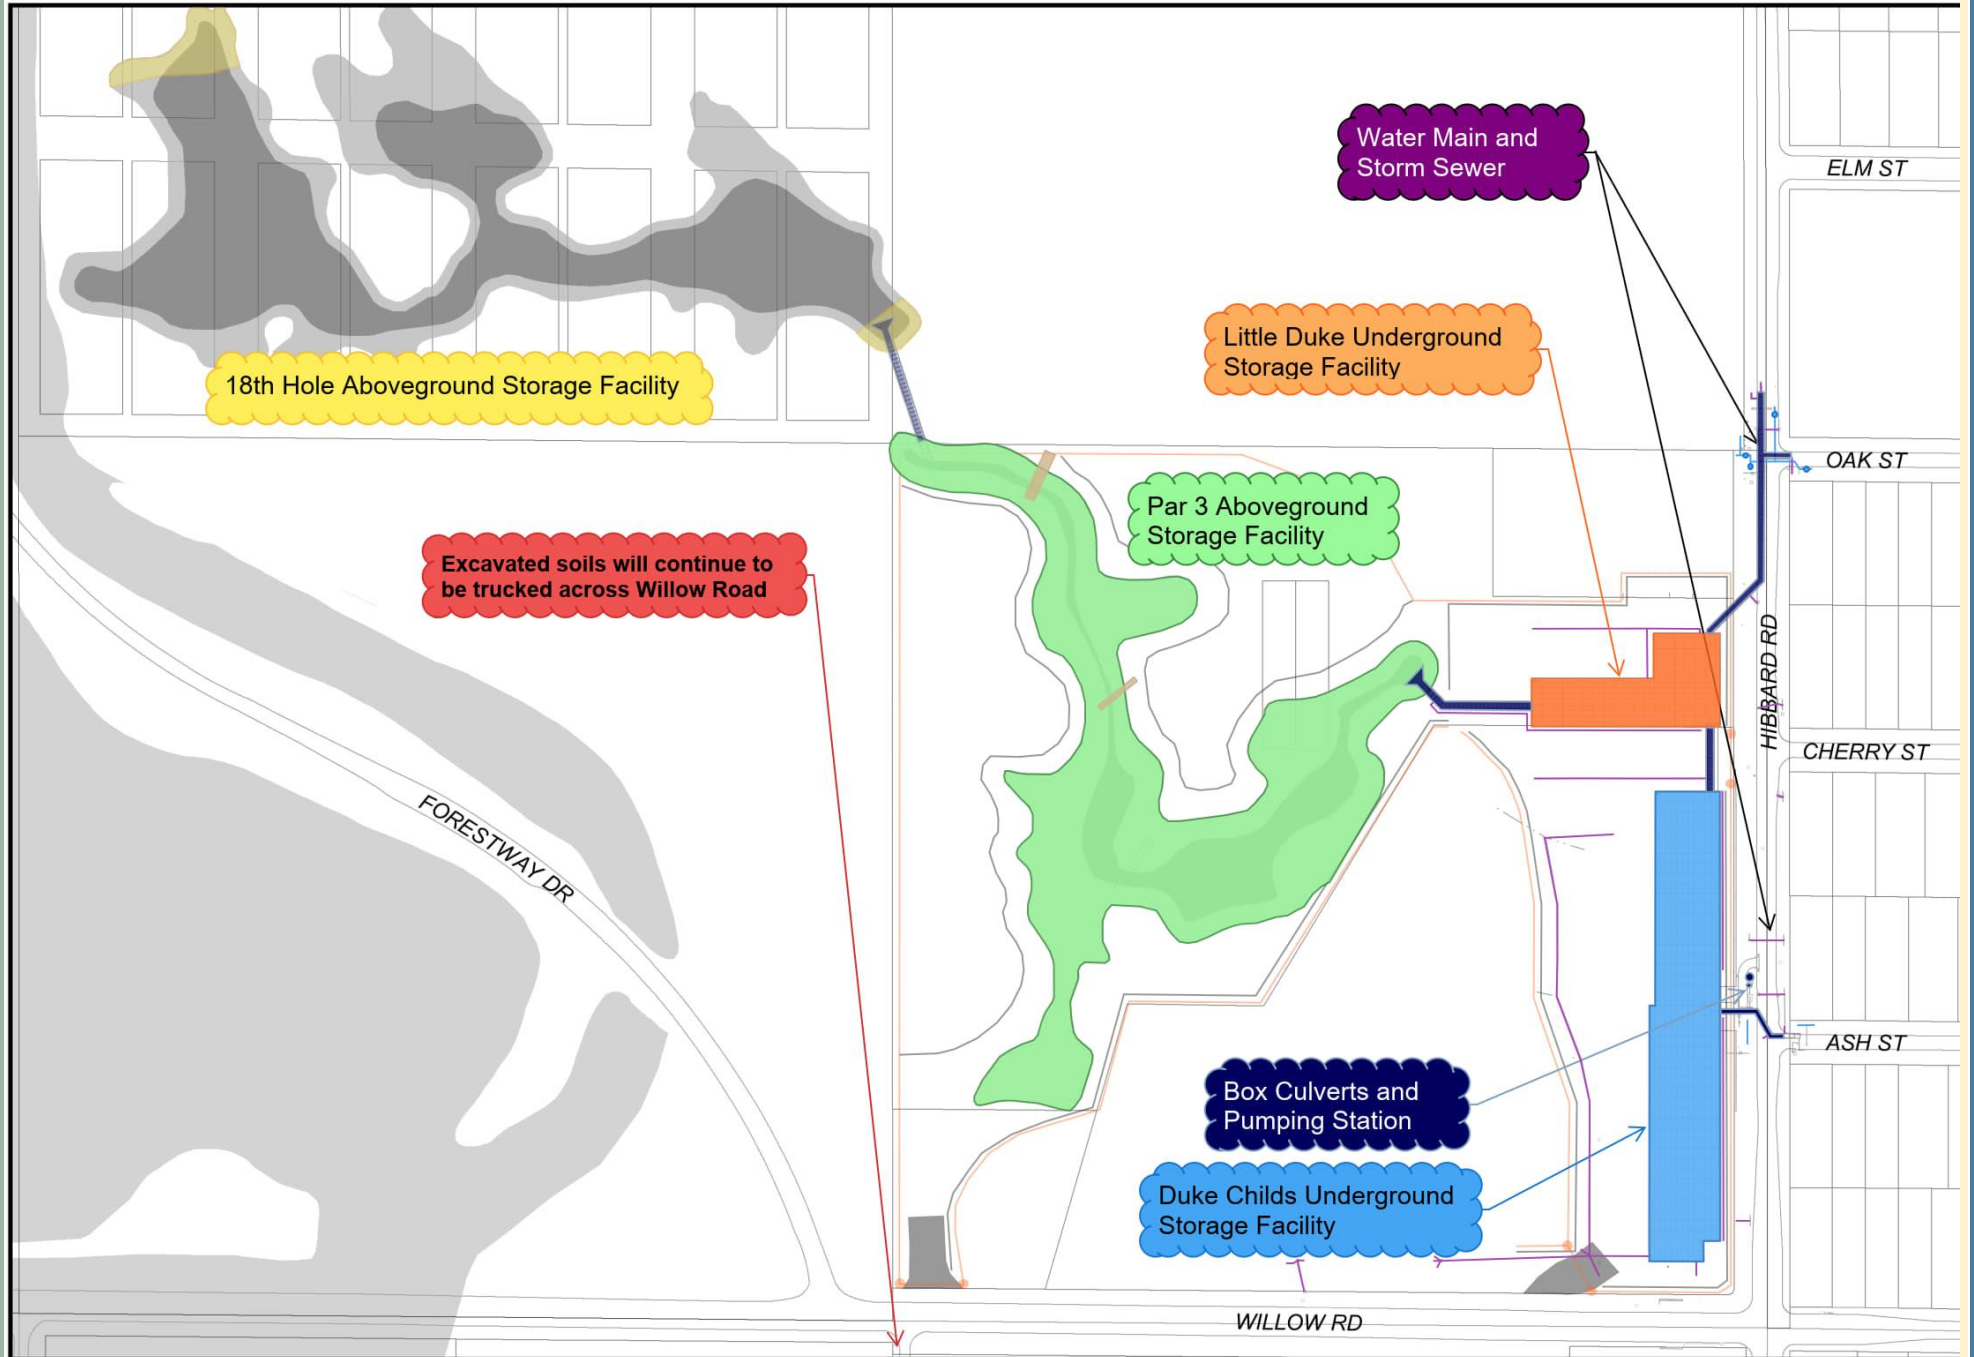 Water Main and
Storm Sewer
ELM ST
Little Duke Underground
Storage Facility
18th Hole Aboveground Storage Facility
OAK ST
Par 3 Aboveground
Storage Facility
Excavated soils will continue to
be trucked across Willow Road
HIBBARD RD
CHERRY ST
FORESTWAY DR
ASH ST
Box Culverts and
Pumping Station
Duke Childs Underground
Storage Facility
WILLOW RD